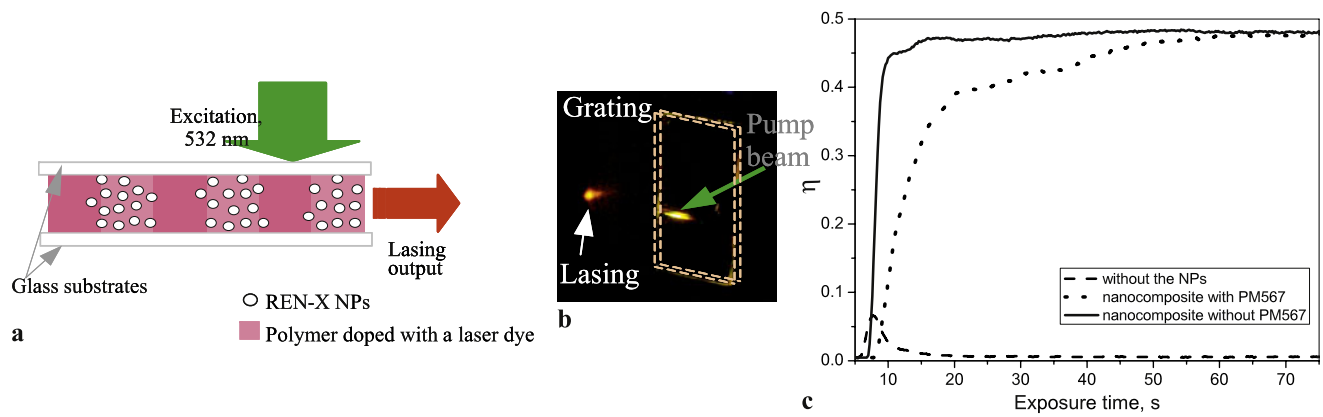 Excitation,
532 nm
Lasing
output
Glass substrates
REN-X NPs
Polymer doped with a laser dye
a
Grating
Pump
beam
Lasing
b
0.5
0.4
0.3
0.2
0.1
0.0
η
without the NPs
nanocomposite with PM567
nanocomposite without PM567
10 20 30 40 50 60 70
Exposure time, s
c